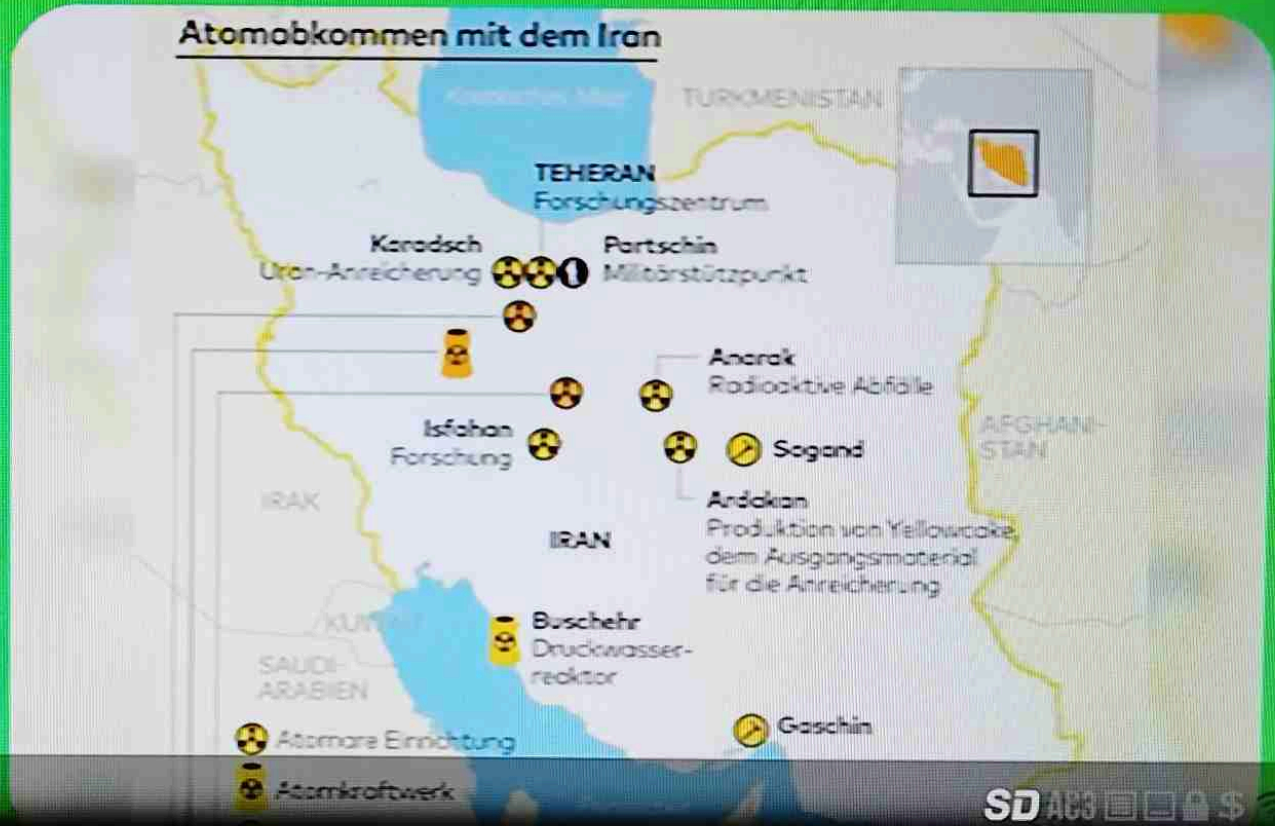 Atomabkommen mit dem Iran
Kaspisches Meer
TURKMENISTAN
TEHERAN
Forschungszentrum
Karadsch
Uran-Anreicherung
Partschin
Militärstützpunkt
Anarak
Radioaktive Abfälle
Isfahan
Forschung
Sagand
AFGHANI-
STAN
IRAK
Ardakan
Produktion von Yellowcake,
dem Ausgangsmaterial
für die Anreicherung
IRAN
KUWAIT
Buschehr
Druckwasser-
reaktor
SAUDI-
ARABIEN
Gaschin
Atomare Einrichtung
Atomkraftwerk
SD AC3 $